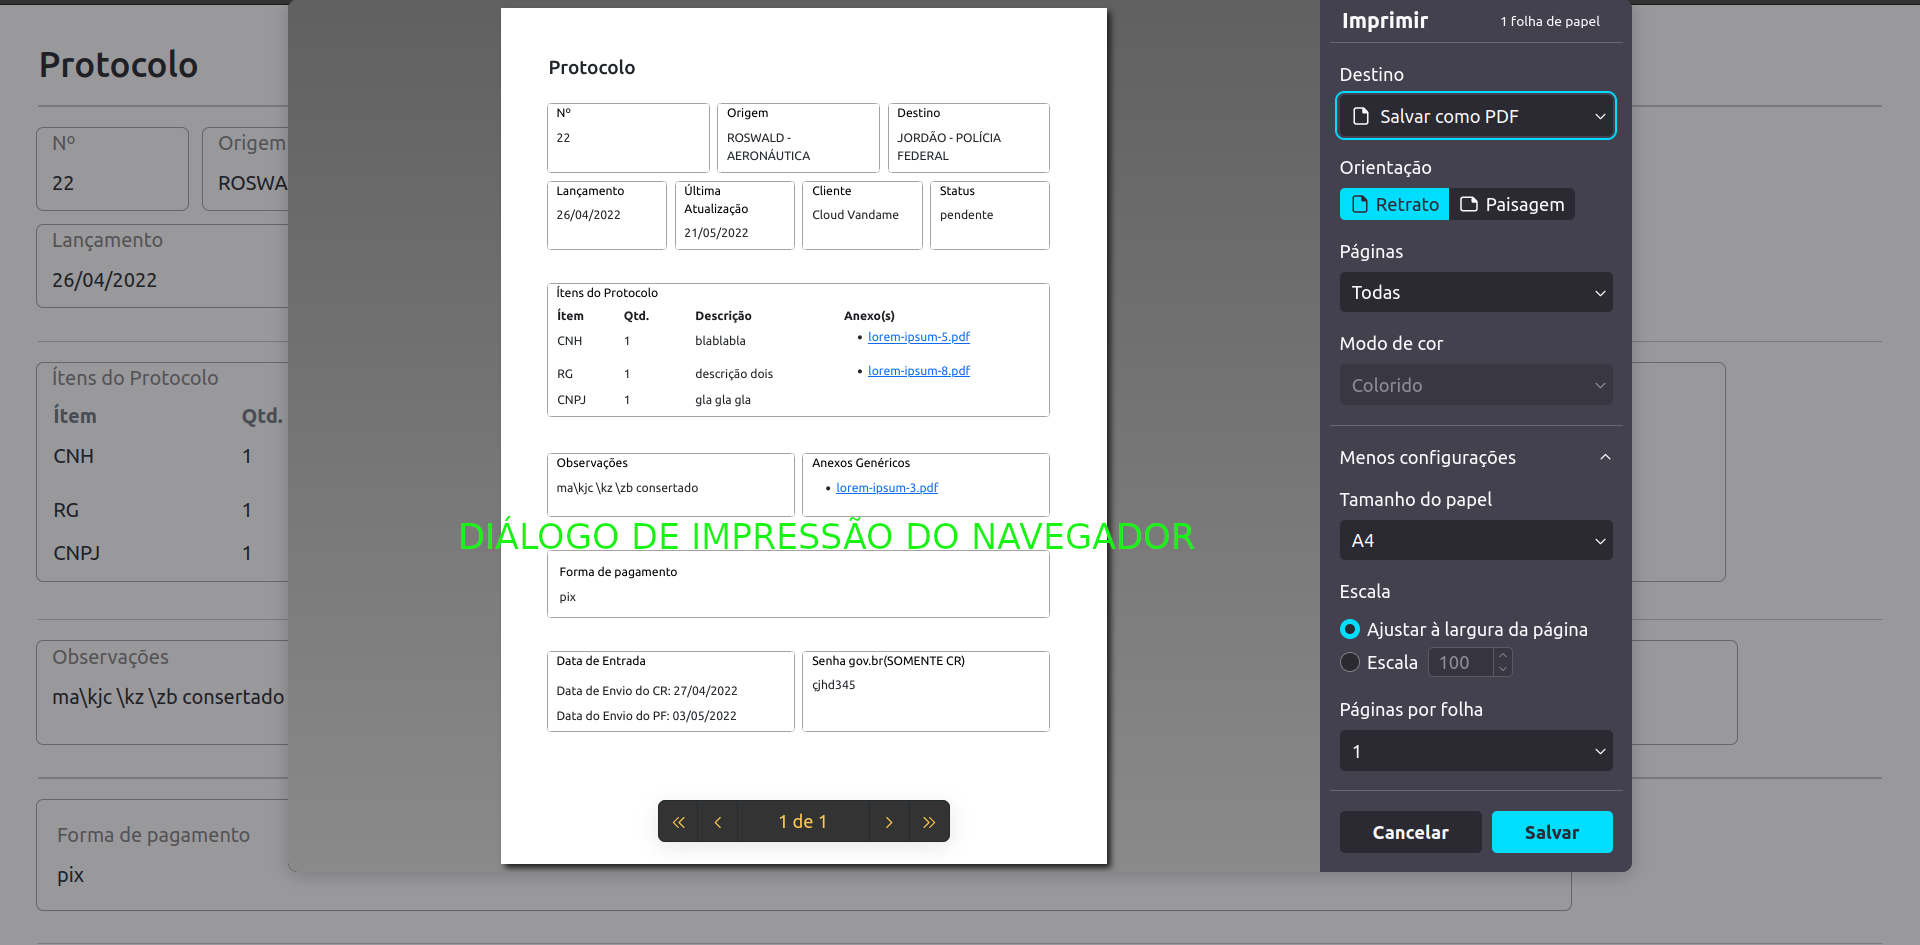 Protocolo
Nº
22
Origem
ROSWA
Lançamento
26/04/2022
Ítens do Protocolo
Ítem
Qtd.
CNH
1
RG
1
CNPJ
1
Observações
ma\kjc \kz \zb consertado
Forma de pagamento
pix
Protocolo
Nº
22
Origem
ROSWALD -
AERONÁUTICA
Destino
JORDÃO - POLÍCIA
FEDERAL
Lançamento
26/04/2022
Última
Atualização
21/05/2022
Cliente
Cloud Vandame
Status
pendente
Ítens do Protocolo
Ítem Qtd. Descrição Anexo(s)
CNH 1 blablabla • lorem-ipsum-5.pdf
RG 1 descrição dois • lorem-ipsum-8.pdf
CNPJ 1 gla gla gla
Observações
ma\kjc \kz \zb consertado
Anexos Genéricos
• lorem-ipsum-3.pdf
DIÁLOGO DE IMPRESSÃO DO NAVEGADOR
Forma de pagamento
pix
Data de Entrada
Data de Envio do CR: 27/04/2022
Data do Envio do PF: 03/05/2022
Senha gov.br(SOMENTE CR)
çjhd345
1 de 1
Imprimir
1 folha de papel
Destino
Salvar como PDF
Orientação
Retrato
Paisagem
Páginas
Todas
Modo de cor
Colorido
Menos configurações
Tamanho do papel
A4
Escala
Ajustar à largura da página
Escala 100
Páginas por folha
1
Cancelar
Salvar